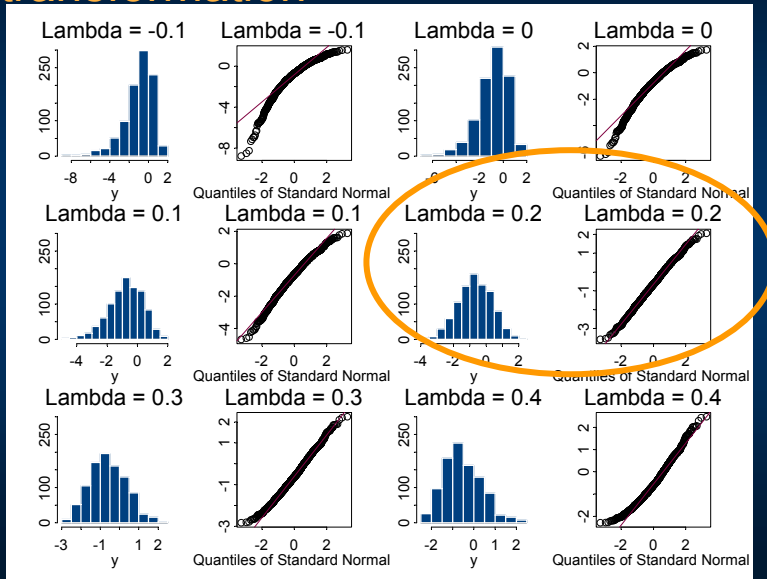 transformation
Lambda = -0.1 Lambda = -0.1 Lambda = 0 Lambda = 0
0 100 250
-8 -4 0 2
y
-8 -4 0
-2 0 2
Quantiles of Standard Normal
0 100 250
-2 0 2
y
-2 0 2
-2 0 2
Quantiles of Standard Normal
Lambda = 0.1 Lambda = 0.1 Lambda = 0.2 Lambda = 0.2
0 100 250
-4 -2 0 2
y
-4 -2 0 2
-2 0 2
Quantiles of Standard Normal
0 100 250
-4 -2 0 2
y
-3 -1 1 2
-2 0 2
Quantiles of Standard Normal
Lambda = 0.3 Lambda = 0.3 Lambda = 0.4 Lambda = 0.4
0 100 250
-3 -1 1 2
y
-3 -1 1 2
-2 0 2
Quantiles of Standard Normal
0 100 250
-2 0 1 2
y
-2 0 1 2
-2 0 2
Quantiles of Standard Normal